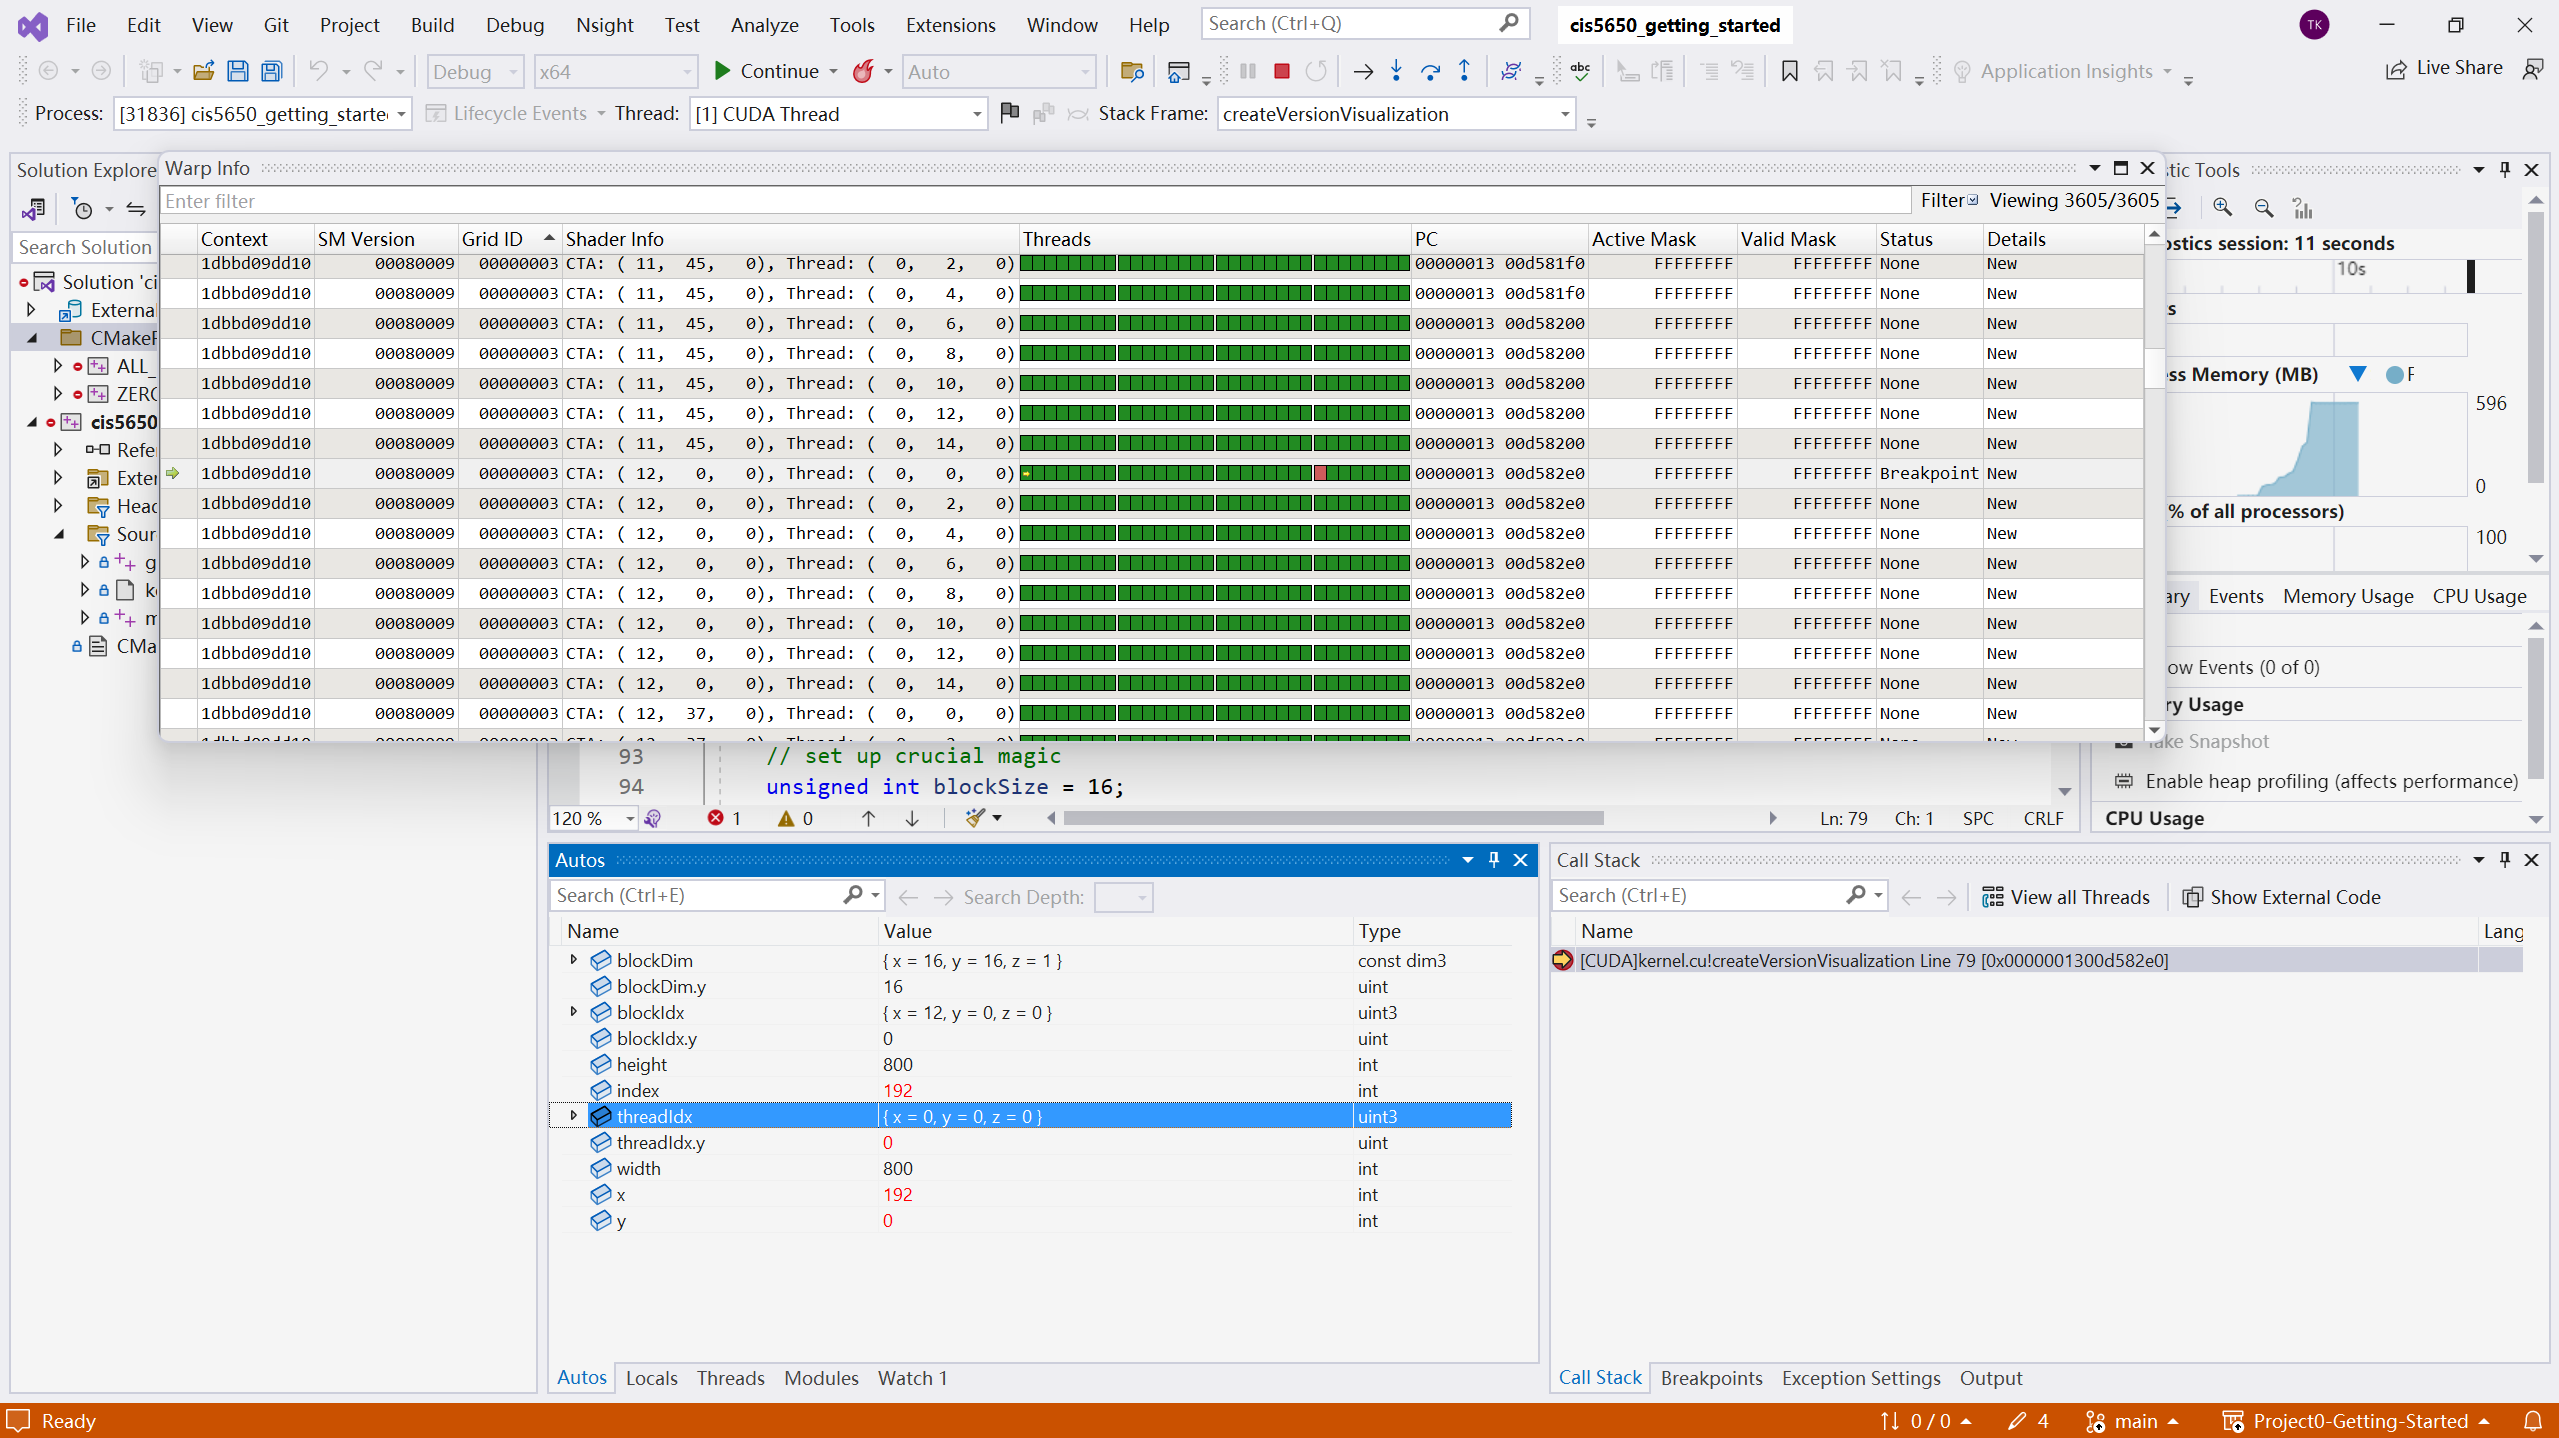 File Edit View Git Project Build Debug Nsight Test Analyze Tools Extensions Window Help Search (Ctrl+Q) cis5650_getting_started TK
Debug x64 Continue Auto abc Application Insights Live Share
Process: [31836] cis5650_getting_starte Lifecycle Events Thread: [1] CUDA Thread Stack Frame: createVersionVisualization
Solution Explore
Search Solution
Solution 'ci
Externa
CMakeF
ALL_
ZERO
cis5650
Refe
Exter
Head
Sour
g
ke
m
CMa
Warp Info
Enter filter Filter Viewing 3605/3605
Context SM Version Grid ID Shader Info Threads PC Active Mask Valid Mask Status Details
1dbbd09dd10 00080009 00000003 CTA: ( 11, 45, 0), Thread: ( 0, 2, 0) 00000013 00d581f0 FFFFFFFF FFFFFFFF None New
1dbbd09dd10 00080009 00000003 CTA: ( 11, 45, 0), Thread: ( 0, 4, 0) 00000013 00d581f0 FFFFFFFF FFFFFFFF None New
1dbbd09dd10 00080009 00000003 CTA: ( 11, 45, 0), Thread: ( 0, 6, 0) 00000013 00d58200 FFFFFFFF FFFFFFFF None New
1dbbd09dd10 00080009 00000003 CTA: ( 11, 45, 0), Thread: ( 0, 8, 0) 00000013 00d58200 FFFFFFFF FFFFFFFF None New
1dbbd09dd10 00080009 00000003 CTA: ( 11, 45, 0), Thread: ( 0, 10, 0) 00000013 00d58200 FFFFFFFF FFFFFFFF None New
1dbbd09dd10 00080009 00000003 CTA: ( 11, 45, 0), Thread: ( 0, 12, 0) 00000013 00d58200 FFFFFFFF FFFFFFFF None New
1dbbd09dd10 00080009 00000003 CTA: ( 11, 45, 0), Thread: ( 0, 14, 0) 00000013 00d58200 FFFFFFFF FFFFFFFF None New
1dbbd09dd10 00080009 00000003 CTA: ( 12, 0, 0), Thread: ( 0, 0, 0) 00000013 00d582e0 FFFFFFFF FFFFFFFF Breakpoint New
1dbbd09dd10 00080009 00000003 CTA: ( 12, 0, 0), Thread: ( 0, 2, 0) 00000013 00d582e0 FFFFFFFF FFFFFFFF None New
1dbbd09dd10 00080009 00000003 CTA: ( 12, 0, 0), Thread: ( 0, 4, 0) 00000013 00d582e0 FFFFFFFF FFFFFFFF None New
1dbbd09dd10 00080009 00000003 CTA: ( 12, 0, 0), Thread: ( 0, 6, 0) 00000013 00d582e0 FFFFFFFF FFFFFFFF None New
1dbbd09dd10 00080009 00000003 CTA: ( 12, 0, 0), Thread: ( 0, 8, 0) 00000013 00d582e0 FFFFFFFF FFFFFFFF None New
1dbbd09dd10 00080009 00000003 CTA: ( 12, 0, 0), Thread: ( 0, 10, 0) 00000013 00d582e0 FFFFFFFF FFFFFFFF None New
1dbbd09dd10 00080009 00000003 CTA: ( 12, 0, 0), Thread: ( 0, 12, 0) 00000013 00d582e0 FFFFFFFF FFFFFFFF None New
1dbbd09dd10 00080009 00000003 CTA: ( 12, 0, 0), Thread: ( 0, 14, 0) 00000013 00d582e0 FFFFFFFF FFFFFFFF None New
1dbbd09dd10 00080009 00000003 CTA: ( 12, 37, 0), Thread: ( 0, 0, 0) 00000013 00d582e0 FFFFFFFF FFFFFFFF None New
93 // set up crucial magic
94 unsigned int blockSize = 16;
120 % 1 0 Ln: 79 Ch: 1 SPC CRLF
stic Tools
ostics session: 11 seconds
10s
ts
ss Memory (MB) F
596
0
(% of all processors)
100
ary Events Memory Usage CPU Usage
ow Events (0 of 0)
ry Usage
Take Snapshot
Enable heap profiling (affects performance)
CPU Usage
Autos
Search (Ctrl+E) Search Depth:
Name Value Type
blockDim { x = 16, y = 16, z = 1 } const dim3
blockDim.y 16 uint
blockIdx { x = 12, y = 0, z = 0 } uint3
blockIdx.y 0 uint
height 800 int
index 192 int
threadIdx { x = 0, y = 0, z = 0 } uint3
threadIdx.y 0 uint
width 800 int
x 192 int
y 0 int
Autos Locals Threads Modules Watch 1
Call Stack
Search (Ctrl+E) View all Threads Show External Code
Name Lang
[CUDA]kernel.cu!createVersionVisualization Line 79 [0x0000001300d582e0]
Call Stack Breakpoints Exception Settings Output
Ready 0 / 0 4 main Project0-Getting-Started